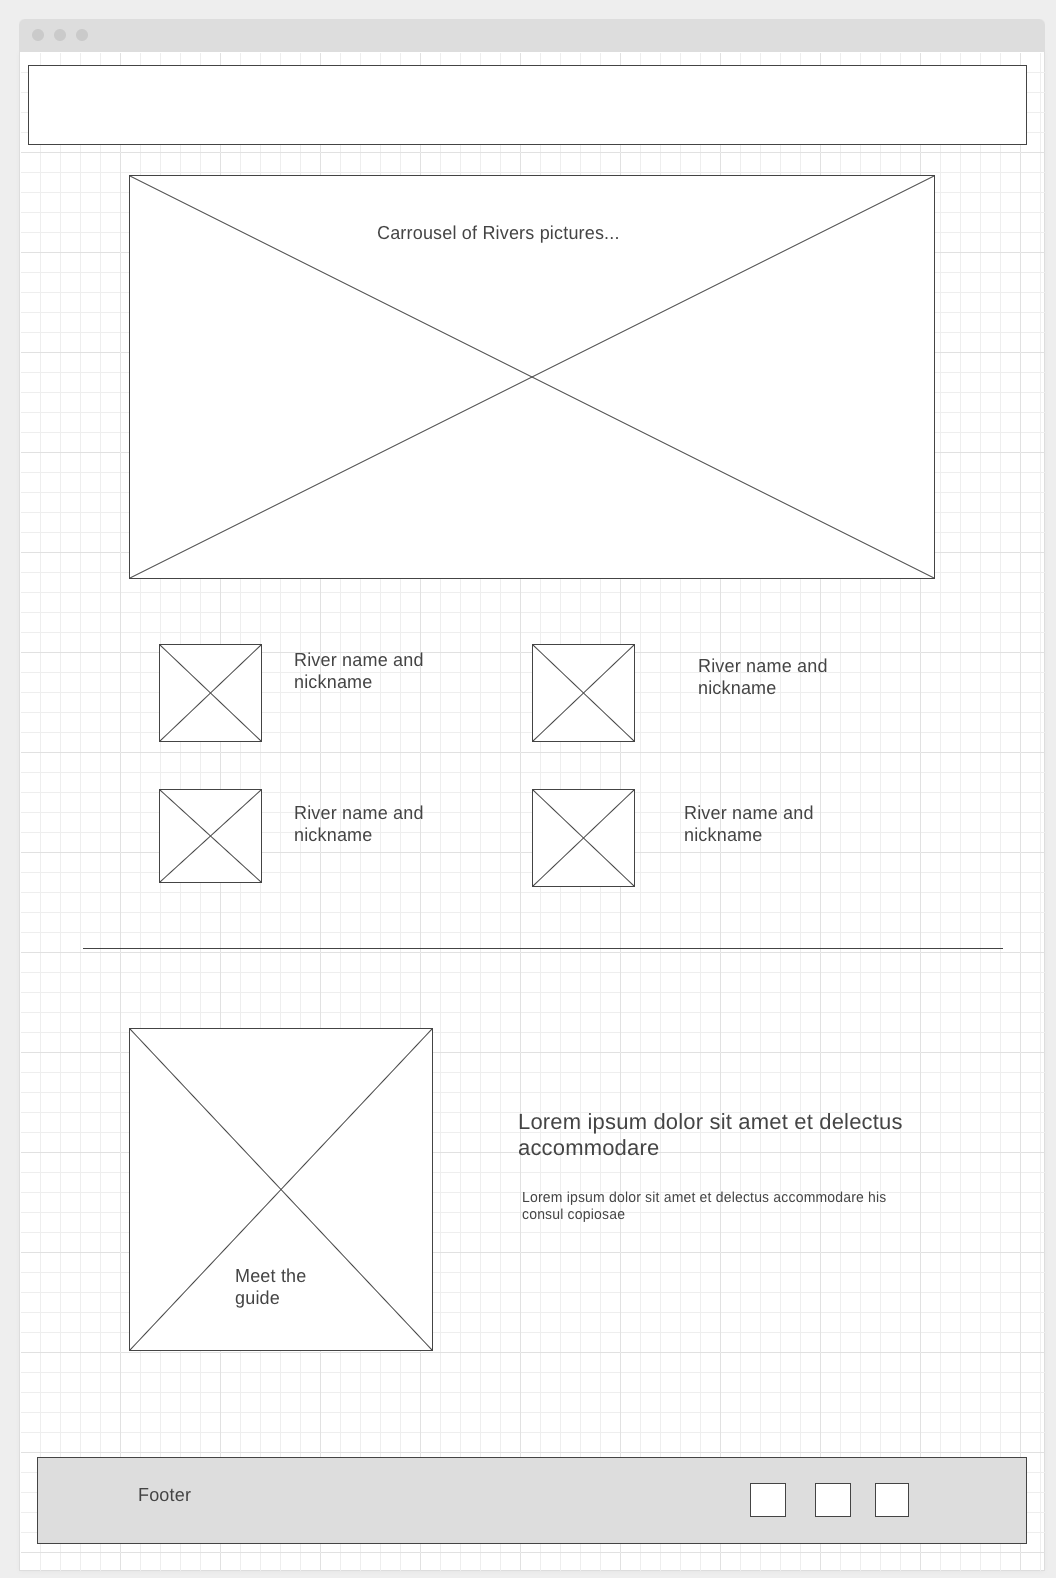 Carrousel of Rivers pictures...
River name and
nickname
River name and
nickname
River name and
nickname
River name and
nickname
Meet the
guide
Lorem ipsum dolor sit amet et delectus
accommodare
Lorem ipsum dolor sit amet et delectus accommodare his
consul copiosae
Footer